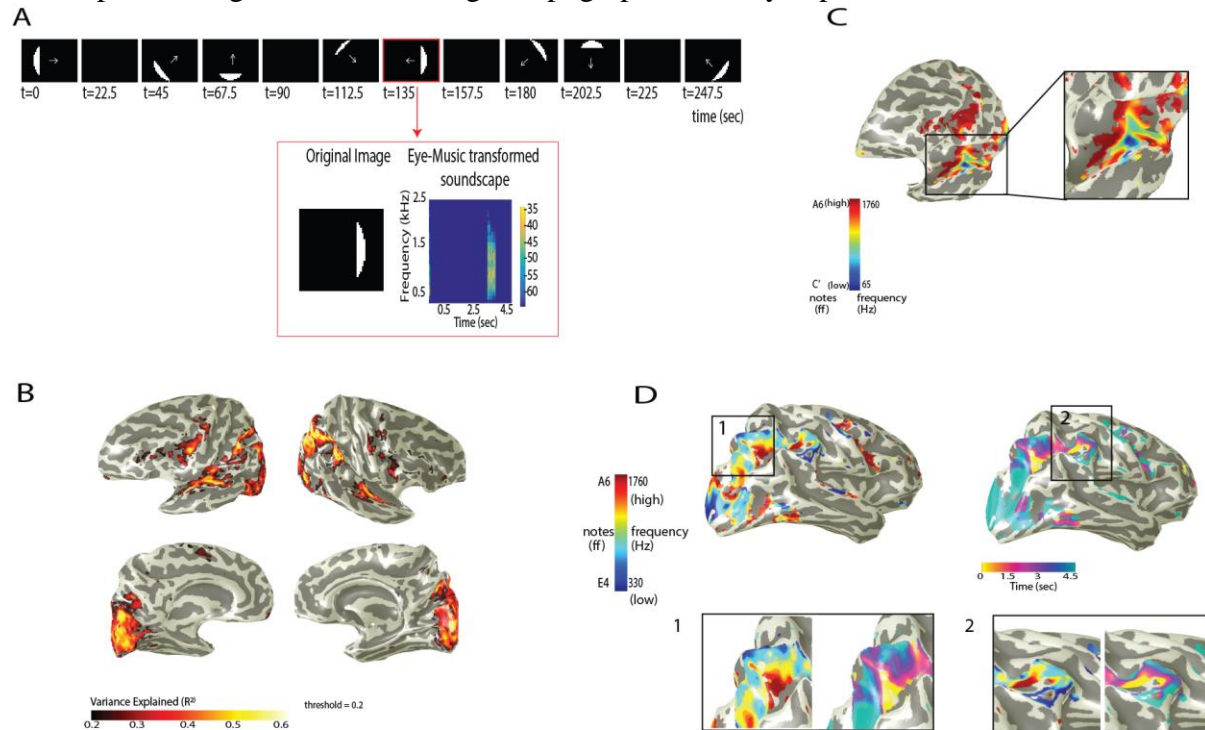 A
t=0 t=22.5 t=45 t=67.5 t=90 t=112.5 t=135 t=157.5 t=180 t=202.5 t=225 t=247.5
time (sec)
Original Image
Eye-Music transformed
soundscape
Frequency (kHz)
2.5
1.5
0.5
0.5 2.5 4.5
Time (sec)
-35
-40
-45
-50
-55
60
C
A6 (high) 1760
C' (low) 65
notes frequency
(ff) (Hz)
B
Variance Explained (R²)
threshold = 0.2
0.2 0.3 0.4 0.5 0.6
D
1
2
A6 1760
(high)
notes frequency
(ff) (Hz)
E4 330
(low)
0 1.5 3 4.5
Time (sec)
1
2